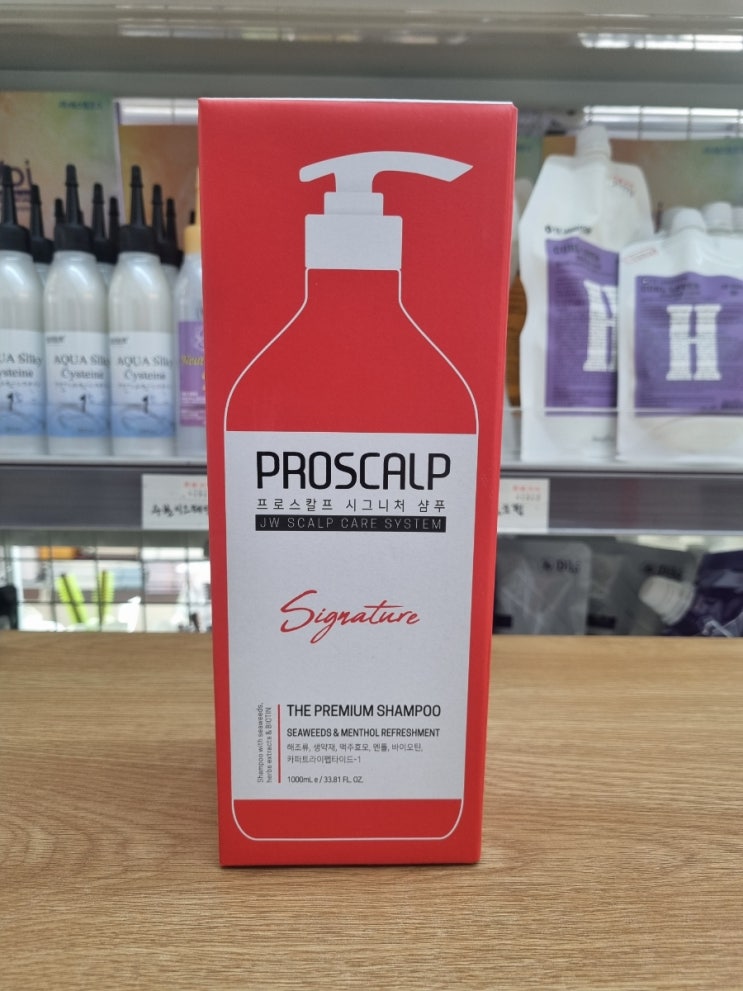 PROSCALP
프로스칼프 시그니처 샴푸
JW SCALP CARE SYSTEM
Signature
Shampoo with seaweeds,
herbs extracts & BIOTIN
THE PREMIUM SHAMPOO
SEAWEEDS & MENTHOL REFRESHMENT
해조류, 생약재, 맥주효모, 멘톨, 바이오틴,
카퍼트라이펩타이드-1
1000mL e / 33.81 FL. OZ.
AQUA Silky
Cysteine
1
AQUA Silky
Cysteine
1
H
H